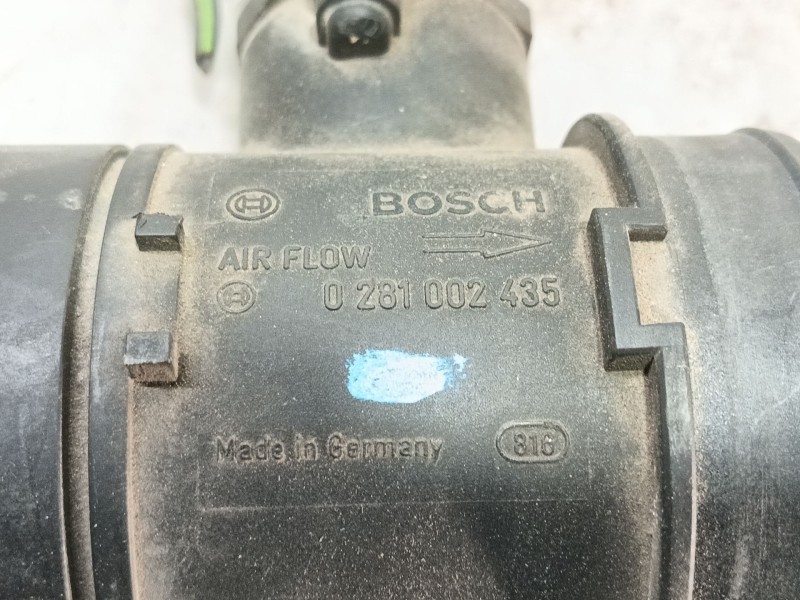 BOSCH
AIR FLOW
0 281 002 435
Made in Germany 816